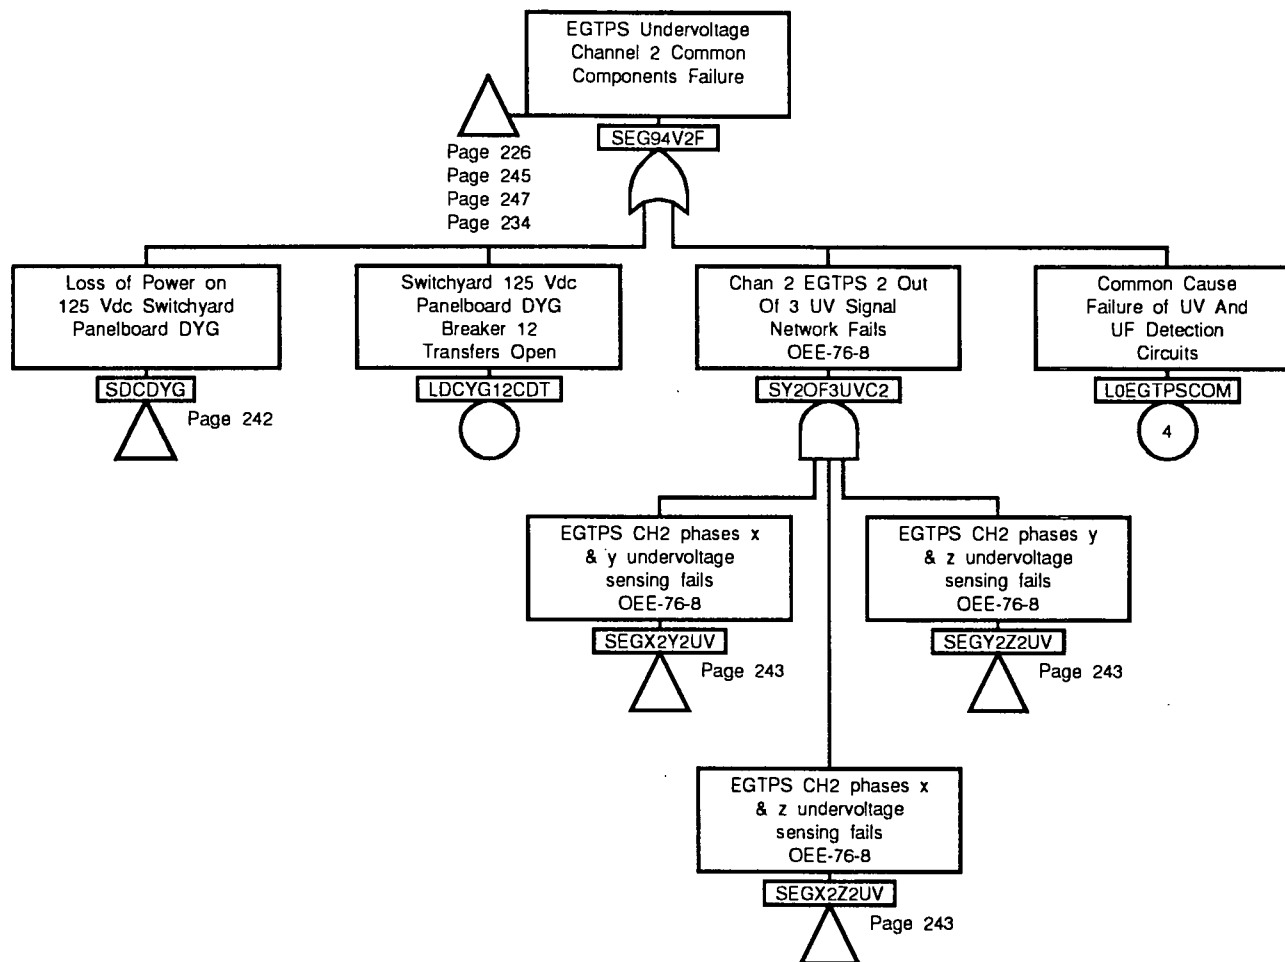 EGTPS Undervoltage
Channel 2 Common
Components Failure
SEG94V2F
Page 226
Page 245
Page 247
Page 234
Loss of Power on
125 Vdc Switchyard
Panelboard DYG
SDCDYG
Page 242
Switchyard 125 Vdc
Panelboard DYG
Breaker 12
Transfers Open
LDCYG12CDT
Chan 2 EGTPS 2 Out
Of 3 UV Signal
Network Fails
OEE-76-8
SY2OF3UVC2
Common Cause
Failure of UV And
UF Detection
Circuits
L0EGTPSCOM
4
EGTPS CH2 phases x
& y undervoltage
sensing fails
OEE-76-8
SEGX2Y2UV
Page 243
EGTPS CH2 phases y
& z undervoltage
sensing fails
OEE-76-8
SEGY2Z2UV
Page 243
EGTPS CH2 phases x
& z undervoltage
sensing fails
OEE-76-8
SEGX2Z2UV
Page 243